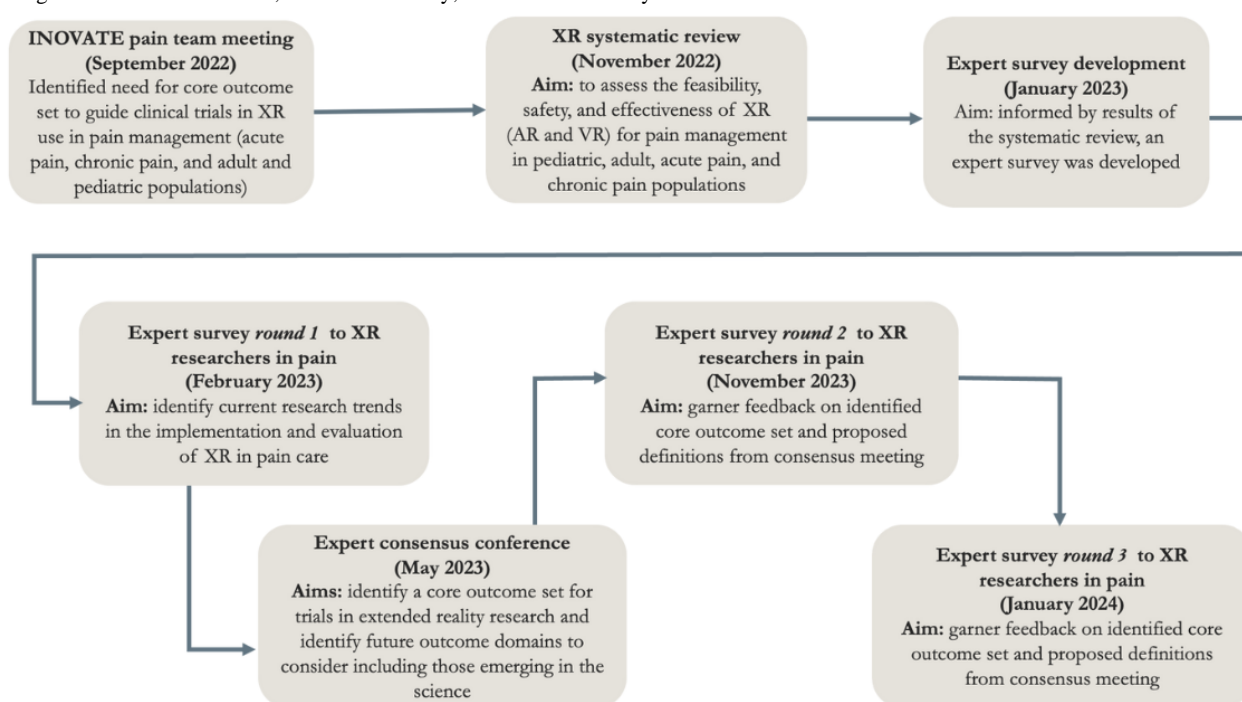 INOVATE pain team meeting
(September 2022)
Identified need for core outcome
set to guide clinical trials in XR
use in pain management (acute
pain, chronic pain, and adult and
pediatric populations)
XR systematic review
(November 2022)
Aim: to assess the feasibility,
safety, and effectiveness of XR
(AR and VR) for pain management
in pediatric, adult, acute pain, and
chronic pain populations
Expert survey development
(January 2023)
Aim: informed by results of
the systematic review, an
expert survey was developed
Expert survey round 1 to XR
researchers in pain
(February 2023)
Aim: identify current research trends
in the implementation and evaluation
of XR in pain care
Expert consensus conference
(May 2023)
Aims: identify a core outcome set for
trials in extended reality research and
identify future outcome domains to
consider including those emerging in the
science
Expert survey round 2 to XR
researchers in pain
(November 2023)
Aim: garner feedback on identified
core outcome set and proposed
definitions from consensus meeting
Expert survey round 3 to XR
researchers in pain
(January 2024)
Aim: garner feedback on identified core
outcome set and proposed definitions
from consensus meeting